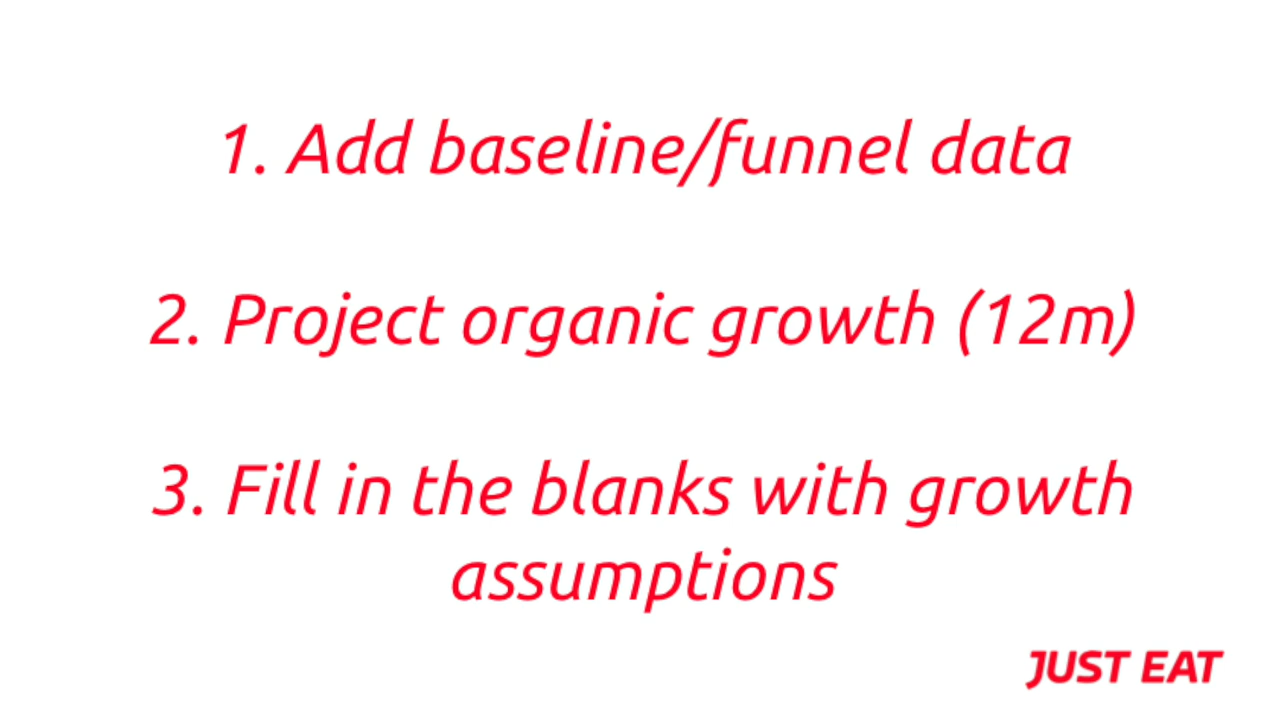 1. Add baseline/funnel data
2. Project organic growth (12m)
3. Fill in the blanks with growth
assumptions
JUST EAT